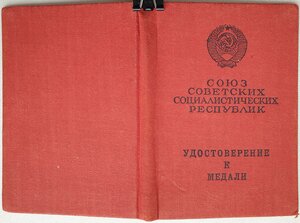 СОЮЗ
СОВЕТСКИХ
СОЦИАЛИСТИЧЕСКИХ
РЕСПУБЛИК
УДОСТОВЕРЕНИЕ
К
МЕДАЛИ